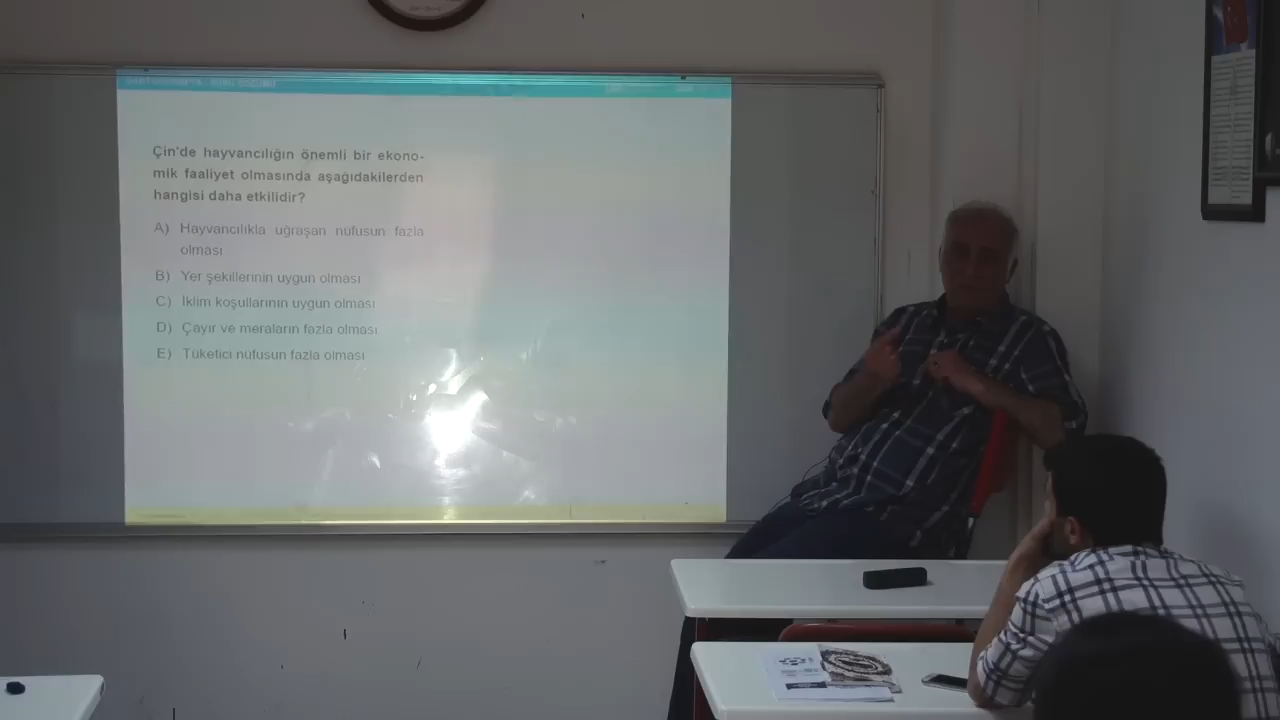 Çin'de hayvancılığın önemli bir ekono-
mik faaliyet olmasında aşağıdakilerden
hangisi daha etkilidir?
A) Hayvancılıkla uğraşan nüfusun fazla
olması
B) Yer şekillerinin uygun olması
C) İklim koşullarının uygun olması
D) Çayır ve meraların fazla olması
E) Tüketici nüfusun fazla olması